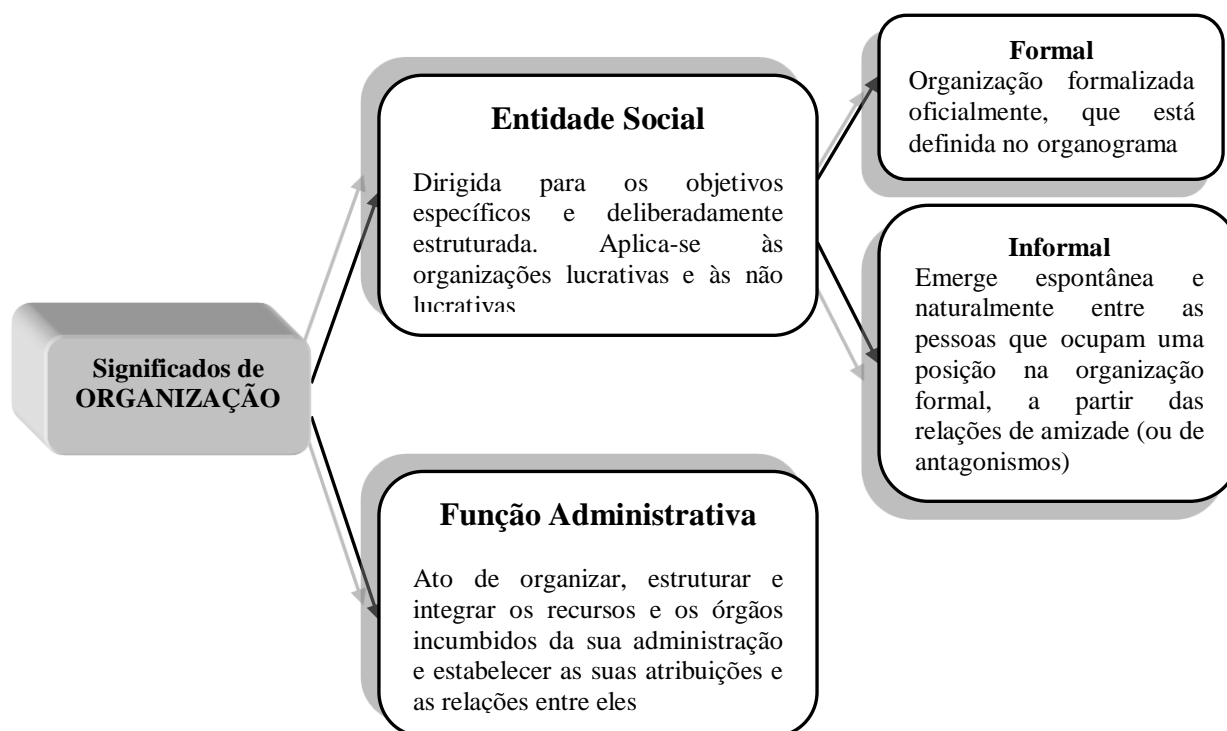 Significados de
ORGANIZAÇÃO
Entidade Social
Dirigida para os objetivos
específicos e deliberadamente
estruturada. Aplica-se às
organizações lucrativas e às não
lucrativas
Formal
Organização formalizada
oficialmente, que está
definida no organograma
Informal
Emerge espontânea e
naturalmente entre as
pessoas que ocupam uma
posição na organização
formal, a partir das
relações de amizade (ou de
antagonismos)
Função Administrativa
Ato de organizar, estruturar e
integrar os recursos e os órgãos
incumbidos da sua administração
e estabelecer as suas atribuições e
as relações entre eles